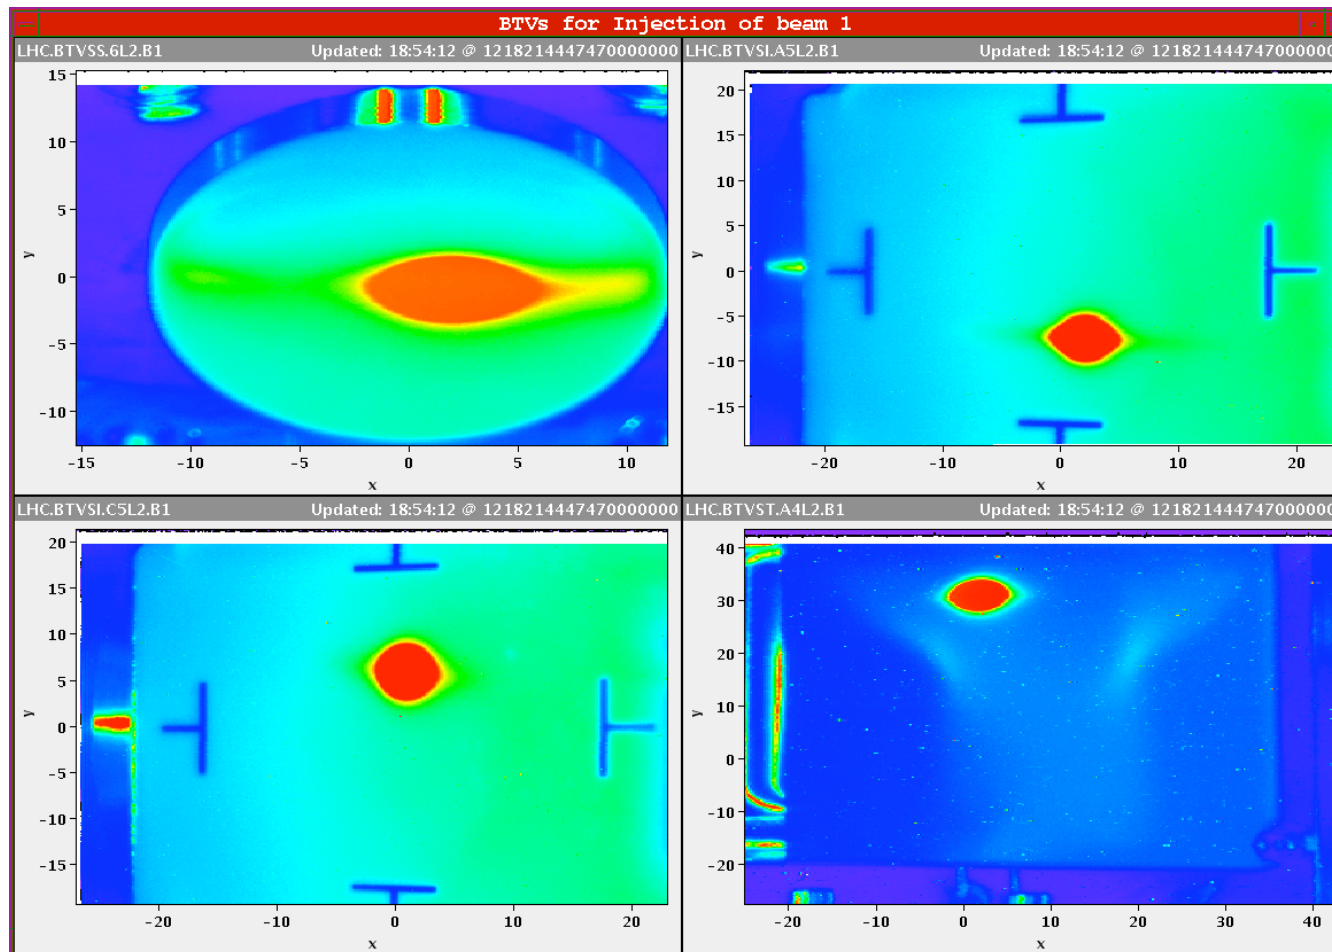 BTVs for Injection of beam 1
LHC.BTVSS.6L2.B1 Updated: 18:54:12 @ 1218214447470000000
15
10
5
0
-5
-10
y
-15 -10 -5 0 5 10
x
LHC.BTVSI.A5L2.B1 Updated: 18:54:12 @ 1218214447470000000
20
15
10
5
0
-5
-10
-15
y
-20 -10 0 10 20
x
LHC.BTVSI.C5L2.B1 Updated: 18:54:12 @ 1218214447470000000
20
15
10
5
0
-5
-10
-15
y
-20 -10 0 10 20
x
LHC.BTVST.A4L2.B1 Updated: 18:54:12 @ 1218214447470000000
40
30
20
10
0
-10
-20
y
-20 -10 0 10 20 30 40
x